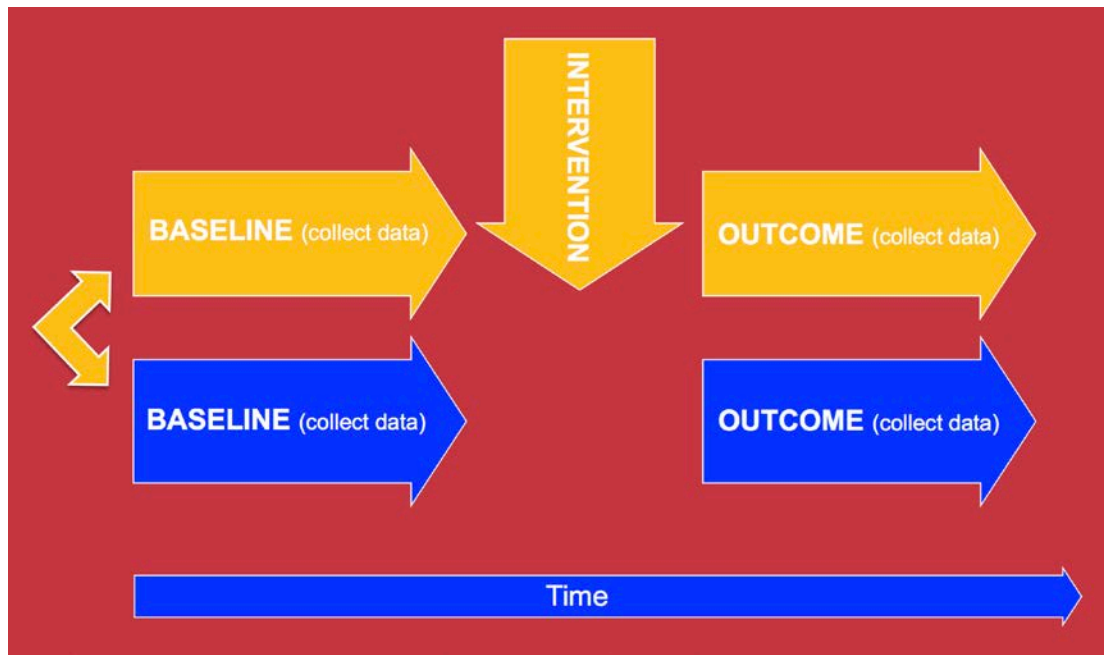 INTERVENTION
BASELINE (collect data)
OUTCOME (collect data)
BASELINE (collect data)
OUTCOME (collect data)
Time